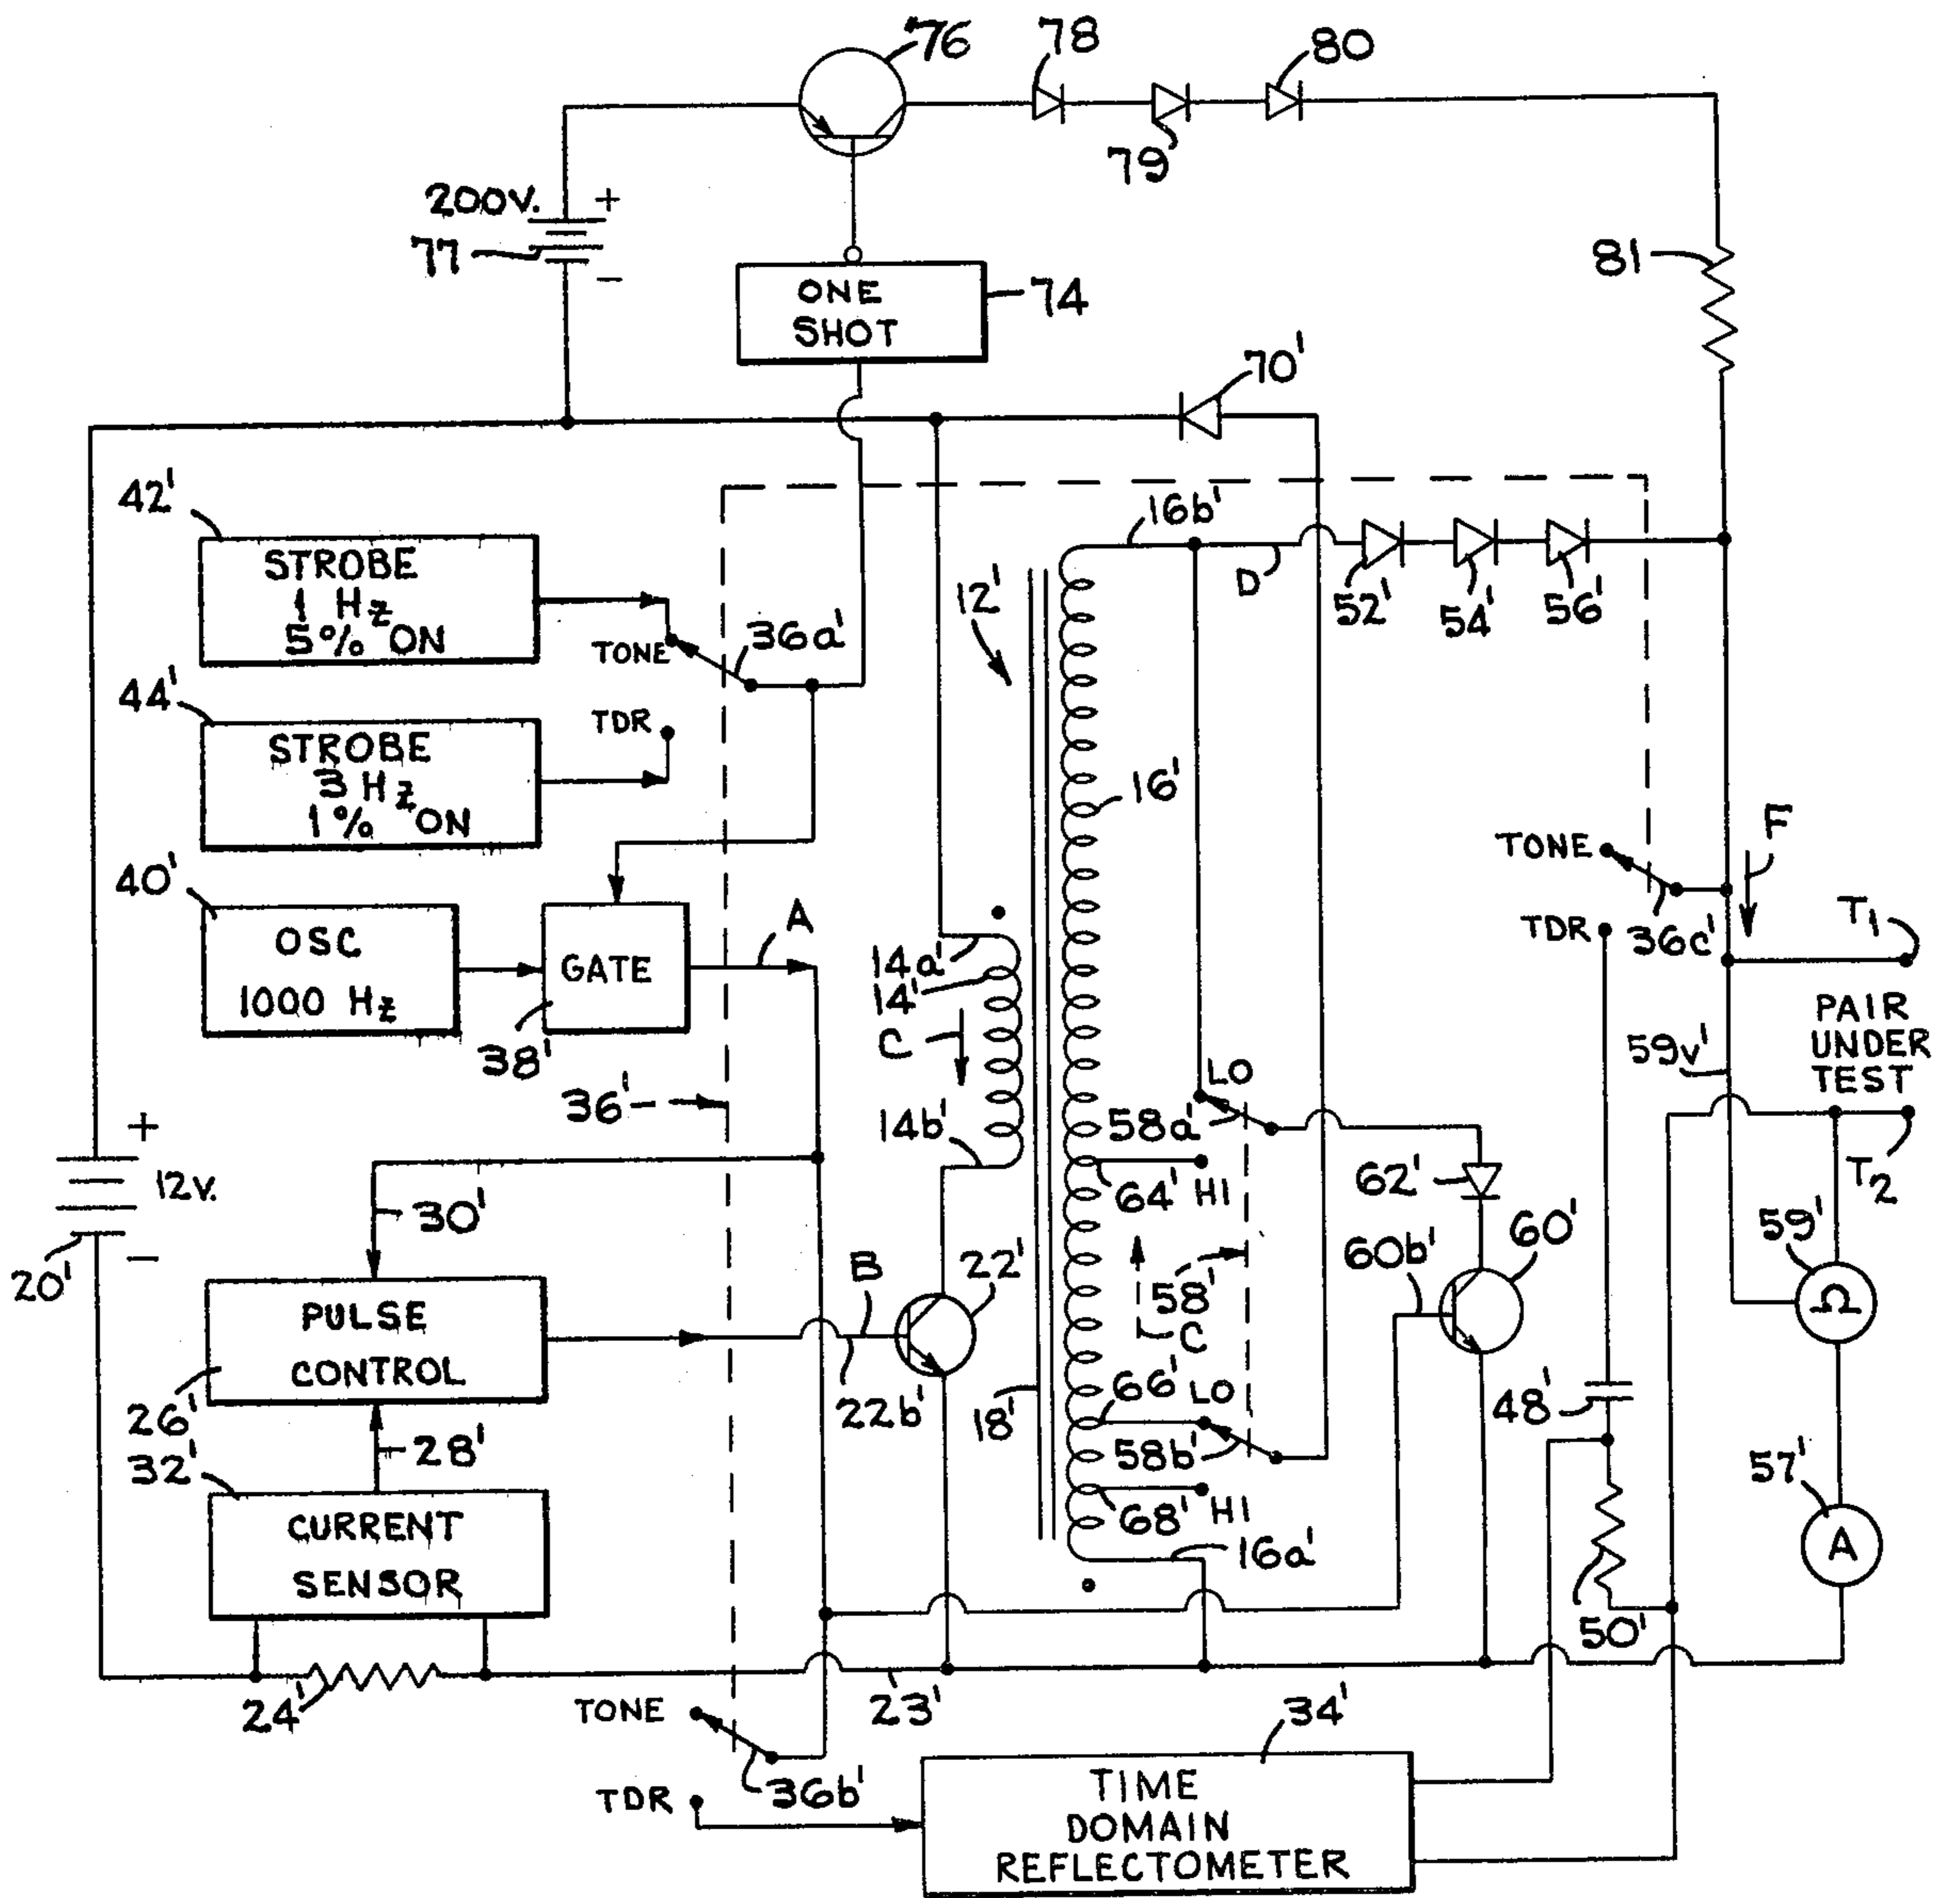 76
78
80
79
200V.
+
77
−
81
ONE
SHOT
74
70'
42'
STROBE
1 Hz
5% ON
TONE
36a'
16b'
D
52'
54'
56'
12'
44'
STROBE
3 Hz
1% ON
TDR
16'
40'
OSC
1000 Hz
GATE
A
38'
14a'
14'
C
14b'
TONE
F
TDR
36c'
T1
PAIR
UNDER
TEST
59v'
36'
LO
58a'
64'
HI
62'
T2
59'
Ω
+
12v.
−
20'
30'
PULSE
CONTROL
26'
B
22'
22b'
58'
C
60b'
60'
18'
66'
LO
58b'
68'
HI
16a'
48'
57'
A
50'
28'
32'
CURRENT
SENSOR
24'
23'
TONE
36b'
TDR
34'
TIME
DOMAIN
REFLECTOMETER